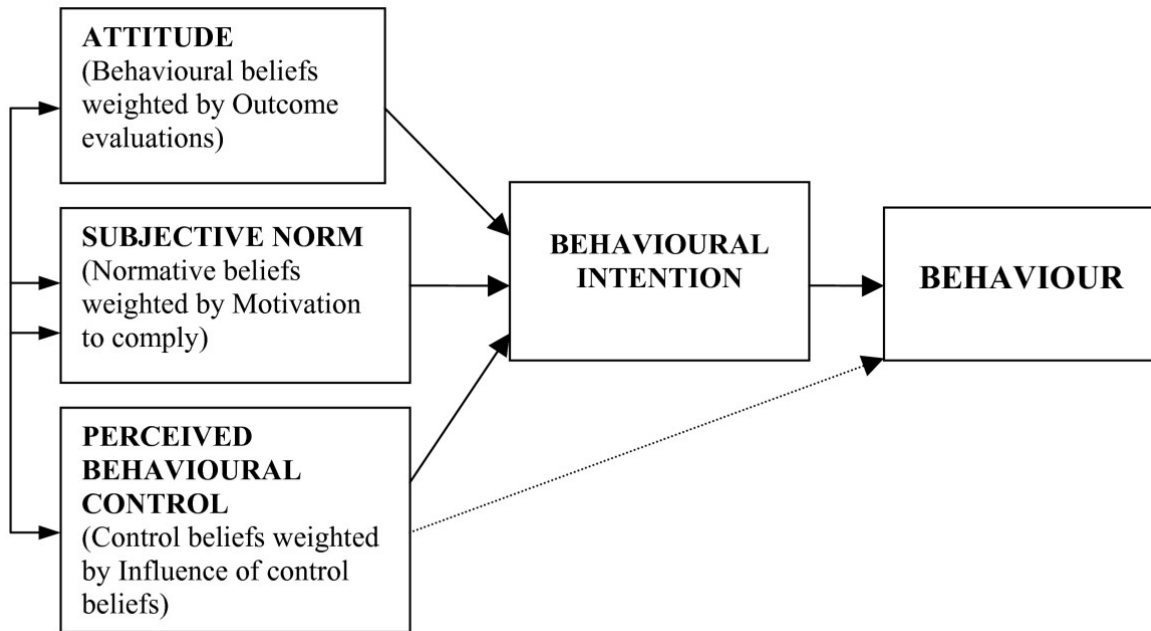 ATTITUDE
(Behavioural beliefs
weighted by Outcome
evaluations)
SUBJECTIVE NORM
(Normative beliefs
weighted by Motivation
to comply)
PERCEIVED
BEHAVIOURAL
CONTROL
(Control beliefs weighted
by Influence of control
beliefs)
BEHAVIOURAL
INTENTION
BEHAVIOUR